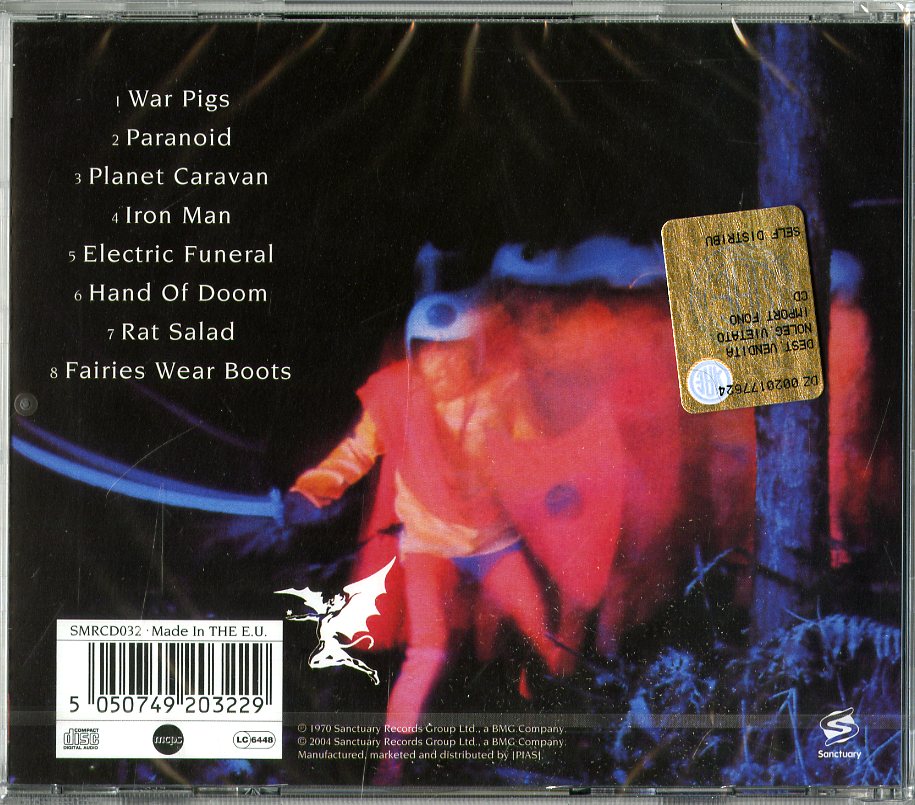 1 War Pigs
2 Paranoid
3 Planet Caravan
4 Iron Man
5 Electric Funeral
6 Hand Of Doom
7 Rat Salad
8 Fairies Wear Boots
DZ 0020177624
DEST VENDITA
NOLEG VIETATO
IMPORT FONO
CD
SELF DISTRIBU
SMRCD032 · Made In THE E.U.
5 050749 203229
COMPACT
disc
DIGITAL AUDIO
mcps
LC 6448
℗ 1970 Sanctuary Records Group Ltd., a BMG Company.
© 2004 Sanctuary Records Group Ltd., a BMG Company.
Manufactured, marketed and distributed by [PIAS].
Sanctuary